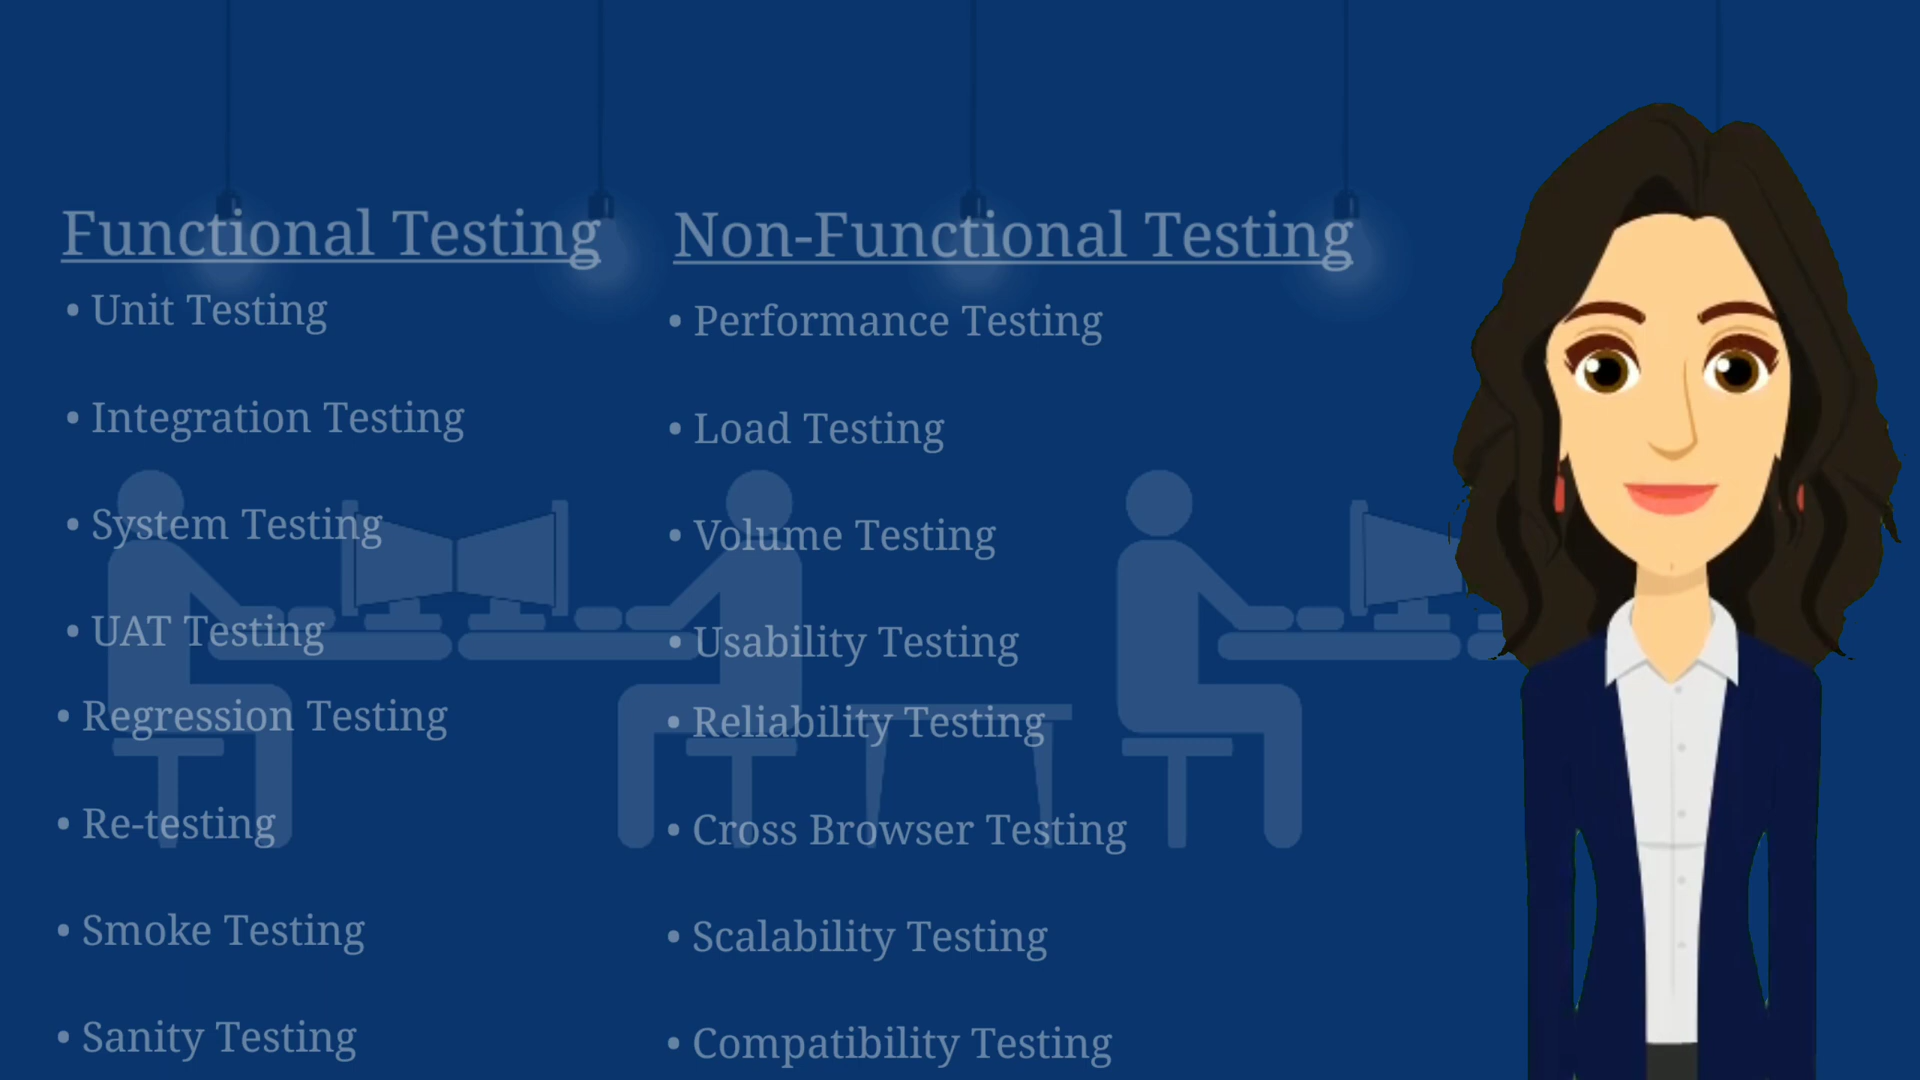 Functional Testing
• Unit Testing
• Integration Testing
• System Testing
• UAT Testing
• Regression Testing
• Re-testing
• Smoke Testing
• Sanity Testing
Non-Functional Testing
• Performance Testing
• Load Testing
• Volume Testing
• Usability Testing
• Reliability Testing
• Cross Browser Testing
• Scalability Testing
• Compatibility Testing